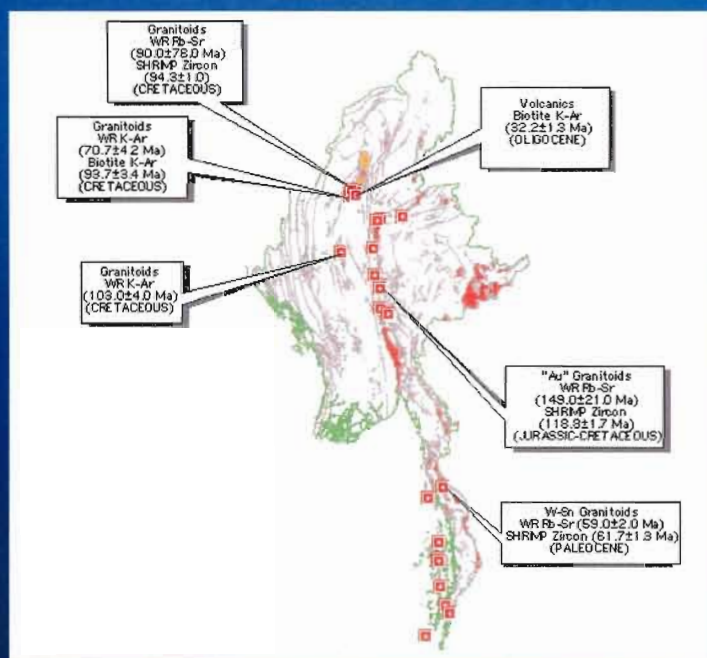 Granitoids
WR Rb-Sr
(90.0±78.0 Ma)
SHRIMP Zircon
(94.3±1.0)
(CRETACEOUS)
Volcanics
Biotite K-Ar
(32.2±1.3 Ma)
(OLIGOCENE)
Granitoids
WR K-Ar
(70.7±4.2 Ma)
Biotite K-Ar
(93.7±3.4 Ma)
(CRETACEOUS)
Granitoids
WR K-Ar
(103.0±4.0 Ma)
(CRETACEOUS)
"Au" Granitoids
WR Rb-Sr
(149.0±21.0 Ma)
SHRIMP Zircon
(118.8±1.7 Ma)
(JURASSIC-CRETACEOUS)
W-Sn Granitoids
WR Rb-Sr (59.0±2.0 Ma)
SHRIMP Zircon (61.7±1.3 Ma)
(PALEOCENE)